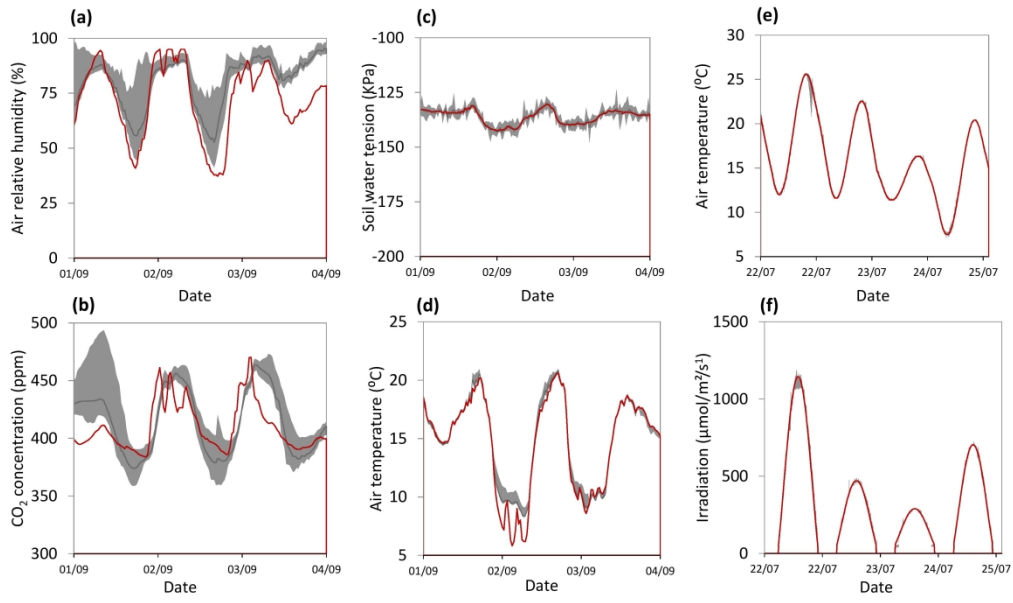 (a)
100
75
50
25
0
Air relative humidity (%)
01/09 02/09 03/09 04/09
Date
(b)
500
450
400
350
300
CO₂ concentration (ppm)
01/09 02/09 03/09 04/09
Date
(c)
-100
-125
-150
-175
-200
Soil water tension (KPa)
01/09 02/09 03/09 04/09
Date
(d)
25
20
15
10
5
Air temperature (⁰C)
01/09 02/09 03/09 04/09
Date
(e)
30
25
20
15
10
5
Air temperature (⁰C)
22/07 22/07 23/07 24/07 25/07
Date
(f)
1500
1000
500
0
Irradiation (µmol/m²/s¹)
22/07 22/07 23/07 24/07 25/07
Date